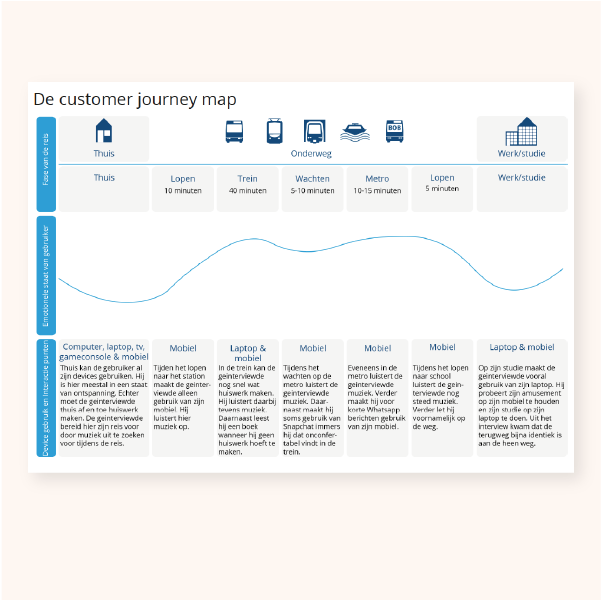 De customer journey map
Fase van de reis
Thuis
BOB
Onderweg
Werk/studie
Thuis
Lopen
10 minuten
Trein
40 minuten
Wachten
5-10 minuten
Metro
10-15 minuten
Lopen
5 minuten
Werk/studie
Emotionele staat van gebruiker
Device gebruik en interactie punten
Computer, laptop, tv,
gameconsole & mobiel
Thuis kan de gebruiker al
zijn devices gebruiken. Hij
is hier meestal in een staat
van ontspanning. Echter
moet de geïnterviewde
thuis af en toe huiswerk
maken. De geïnterviewde
bereid hier zijn reis voor
door muziek uit te zoeken
voor tijdens de reis.
Mobiel
Tijdens het lopen
naar het station
maakt de geïnter-
viewde alleen
gebruik van zijn
mobiel. Hij
luistert hier
muziek op.
Laptop &
mobiel
In de trein kan de
geïnterviewde
nog snel wat
huiswerk maken.
Hij luistert daarbij
tevens muziek.
Daarnaast leest
hij een boek
wanneer hij geen
huiswerk hoeft te
maken.
Mobiel
Tijdens het
wachten op de
metro luistert de
geïnterviewde
muziek. Daar-
naast maakt hij
soms gebruik van
Snapchat immers
hij dat onconfer-
tabel vindt in de
trein.
Mobiel
Eveneens in de
metro luistert de
geïnterviewde
muziek. Verder
maakt hij voor
korte Whatsapp
berichten gebruik
van zijn mobiel.
Mobiel
Tijdens het lopen
naar school
luistert de geïn-
terviewde nog
steed muziek.
Verder let hij
voornamelijk op
de weg.
Laptop & mobiel
Op zijn studie maakt de
geïnterviewde vooral
gebruik van zijn laptop. Hij
probeert zijn amusement
op zijn mobiel te houden
en zijn studie op zijn
laptop te doen. Uit het
interview kwam dat de
terugweg bijna identiek is
aan de heen weg.